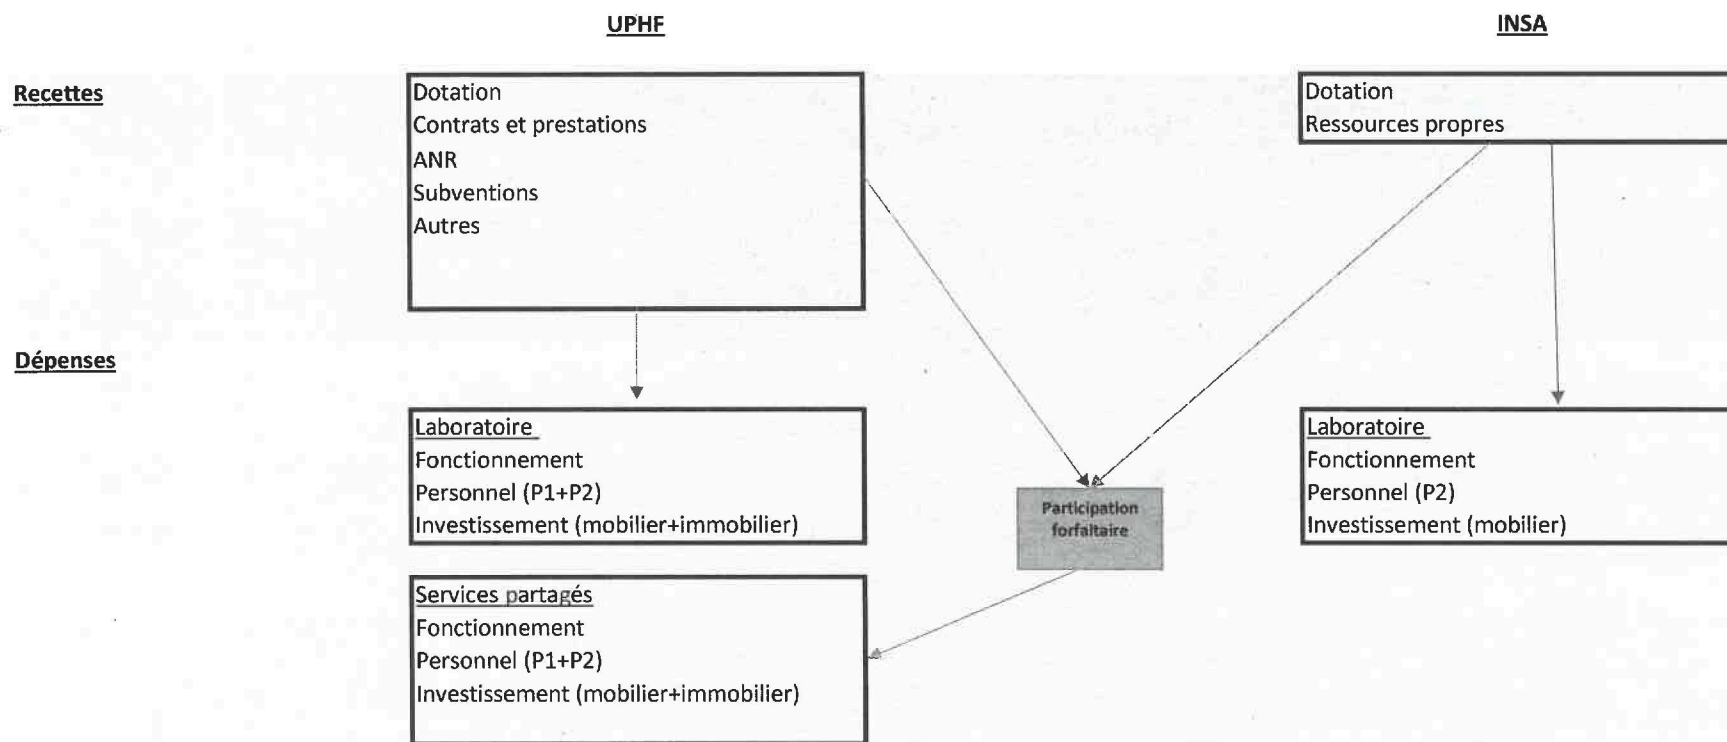 UPHF
INSA
Recettes
Dotation
Contrats et prestations
ANR
Subventions
Autres
Dotation
Ressources propres
Dépenses
Laboratoire
Fonctionnement
Personnel (P1+P2)
Investissement (mobilier+immobilier)
Participation
forfaitaire
Laboratoire
Fonctionnement
Personnel (P2)
Investissement (mobilier)
Services partagés
Fonctionnement
Personnel (P1+P2)
Investissement (mobilier+immobilier)